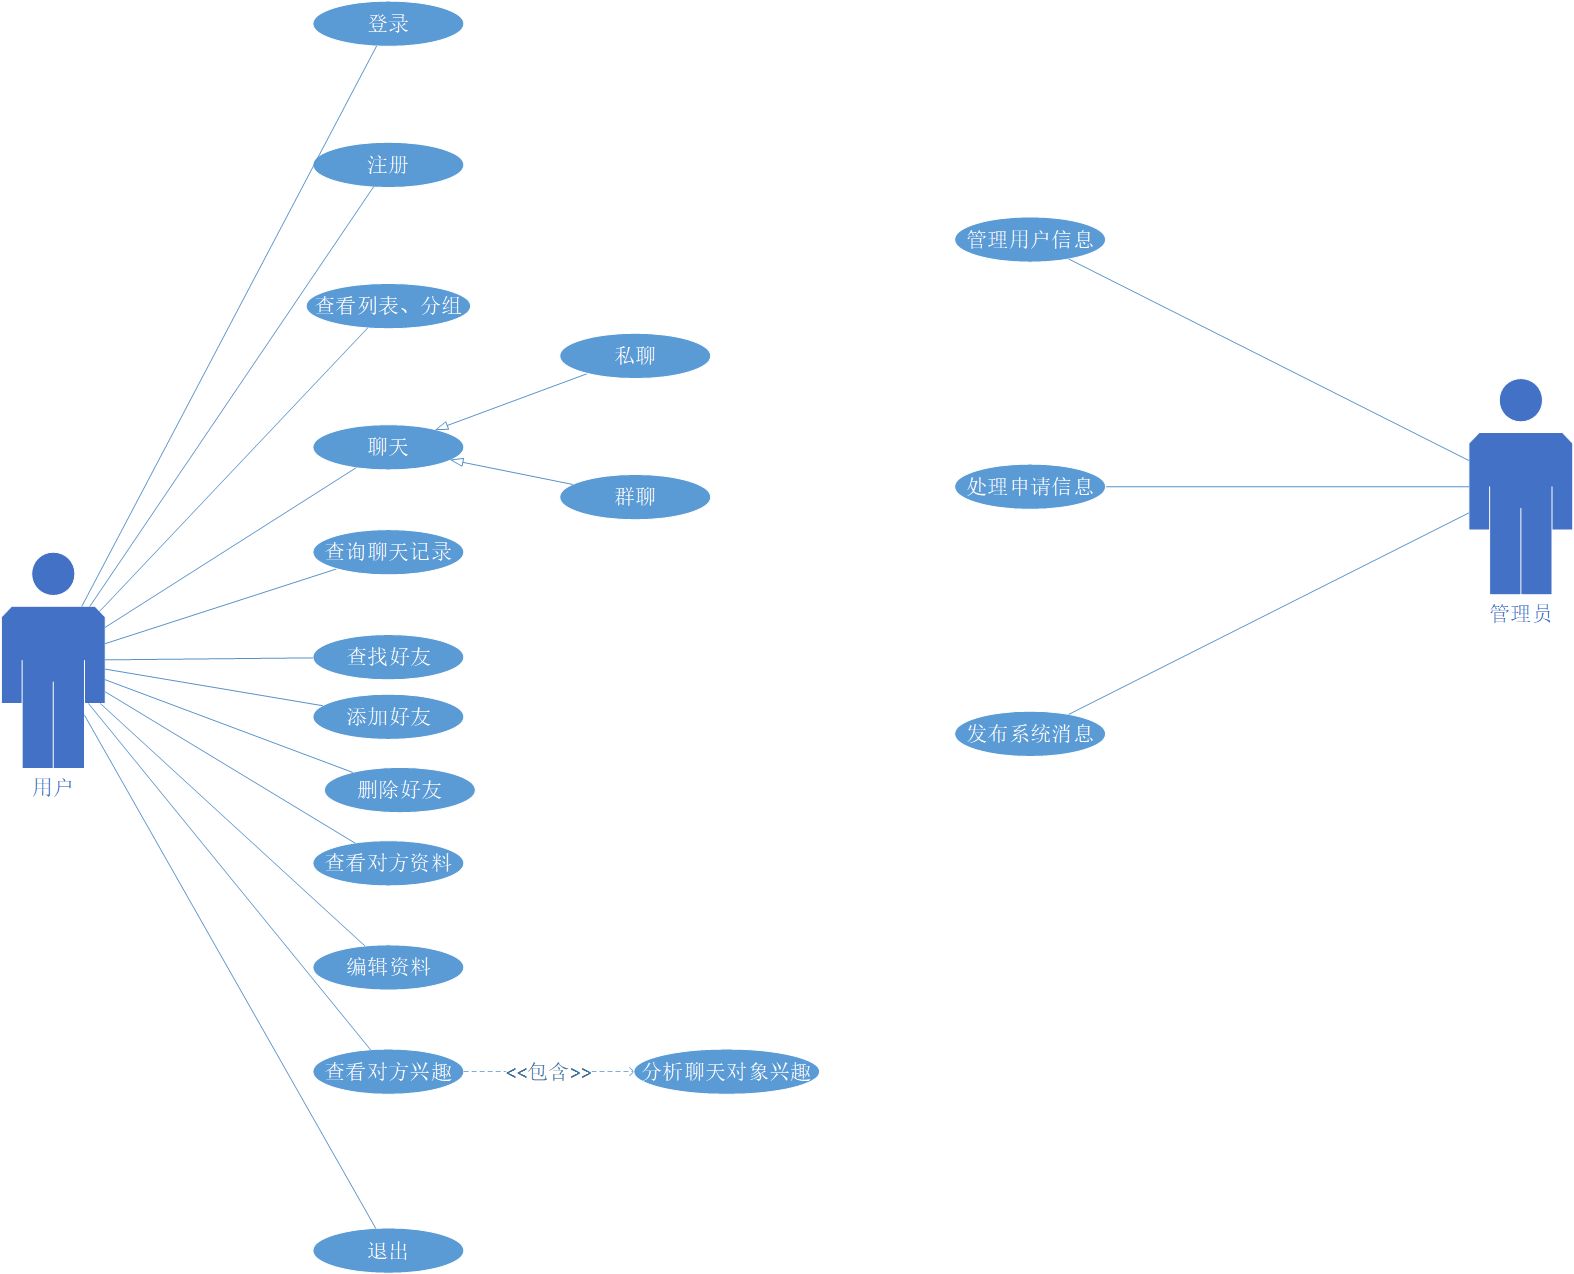 登录
注册
查看列表、分组
私聊
聊天
群聊
查询聊天记录
查找好友
添加好友
删除好友
查看对方资料
编辑资料
查看对方兴趣
<<包含>>
分析聊天对象兴趣
退出
用户
管理用户信息
处理申请信息
发布系统消息
管理员